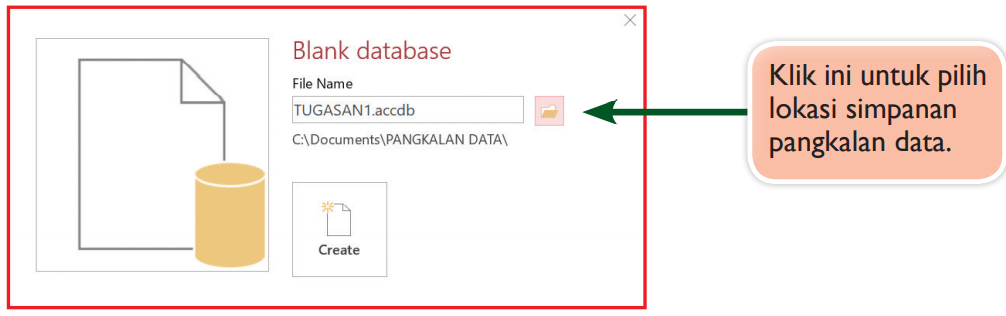 Blank database
File Name
TUGASAN1.accdb
C:\Documents\PANGKALAN DATA\
Create
Klik ini untuk pilih
lokasi simpanan
pangkalan data.